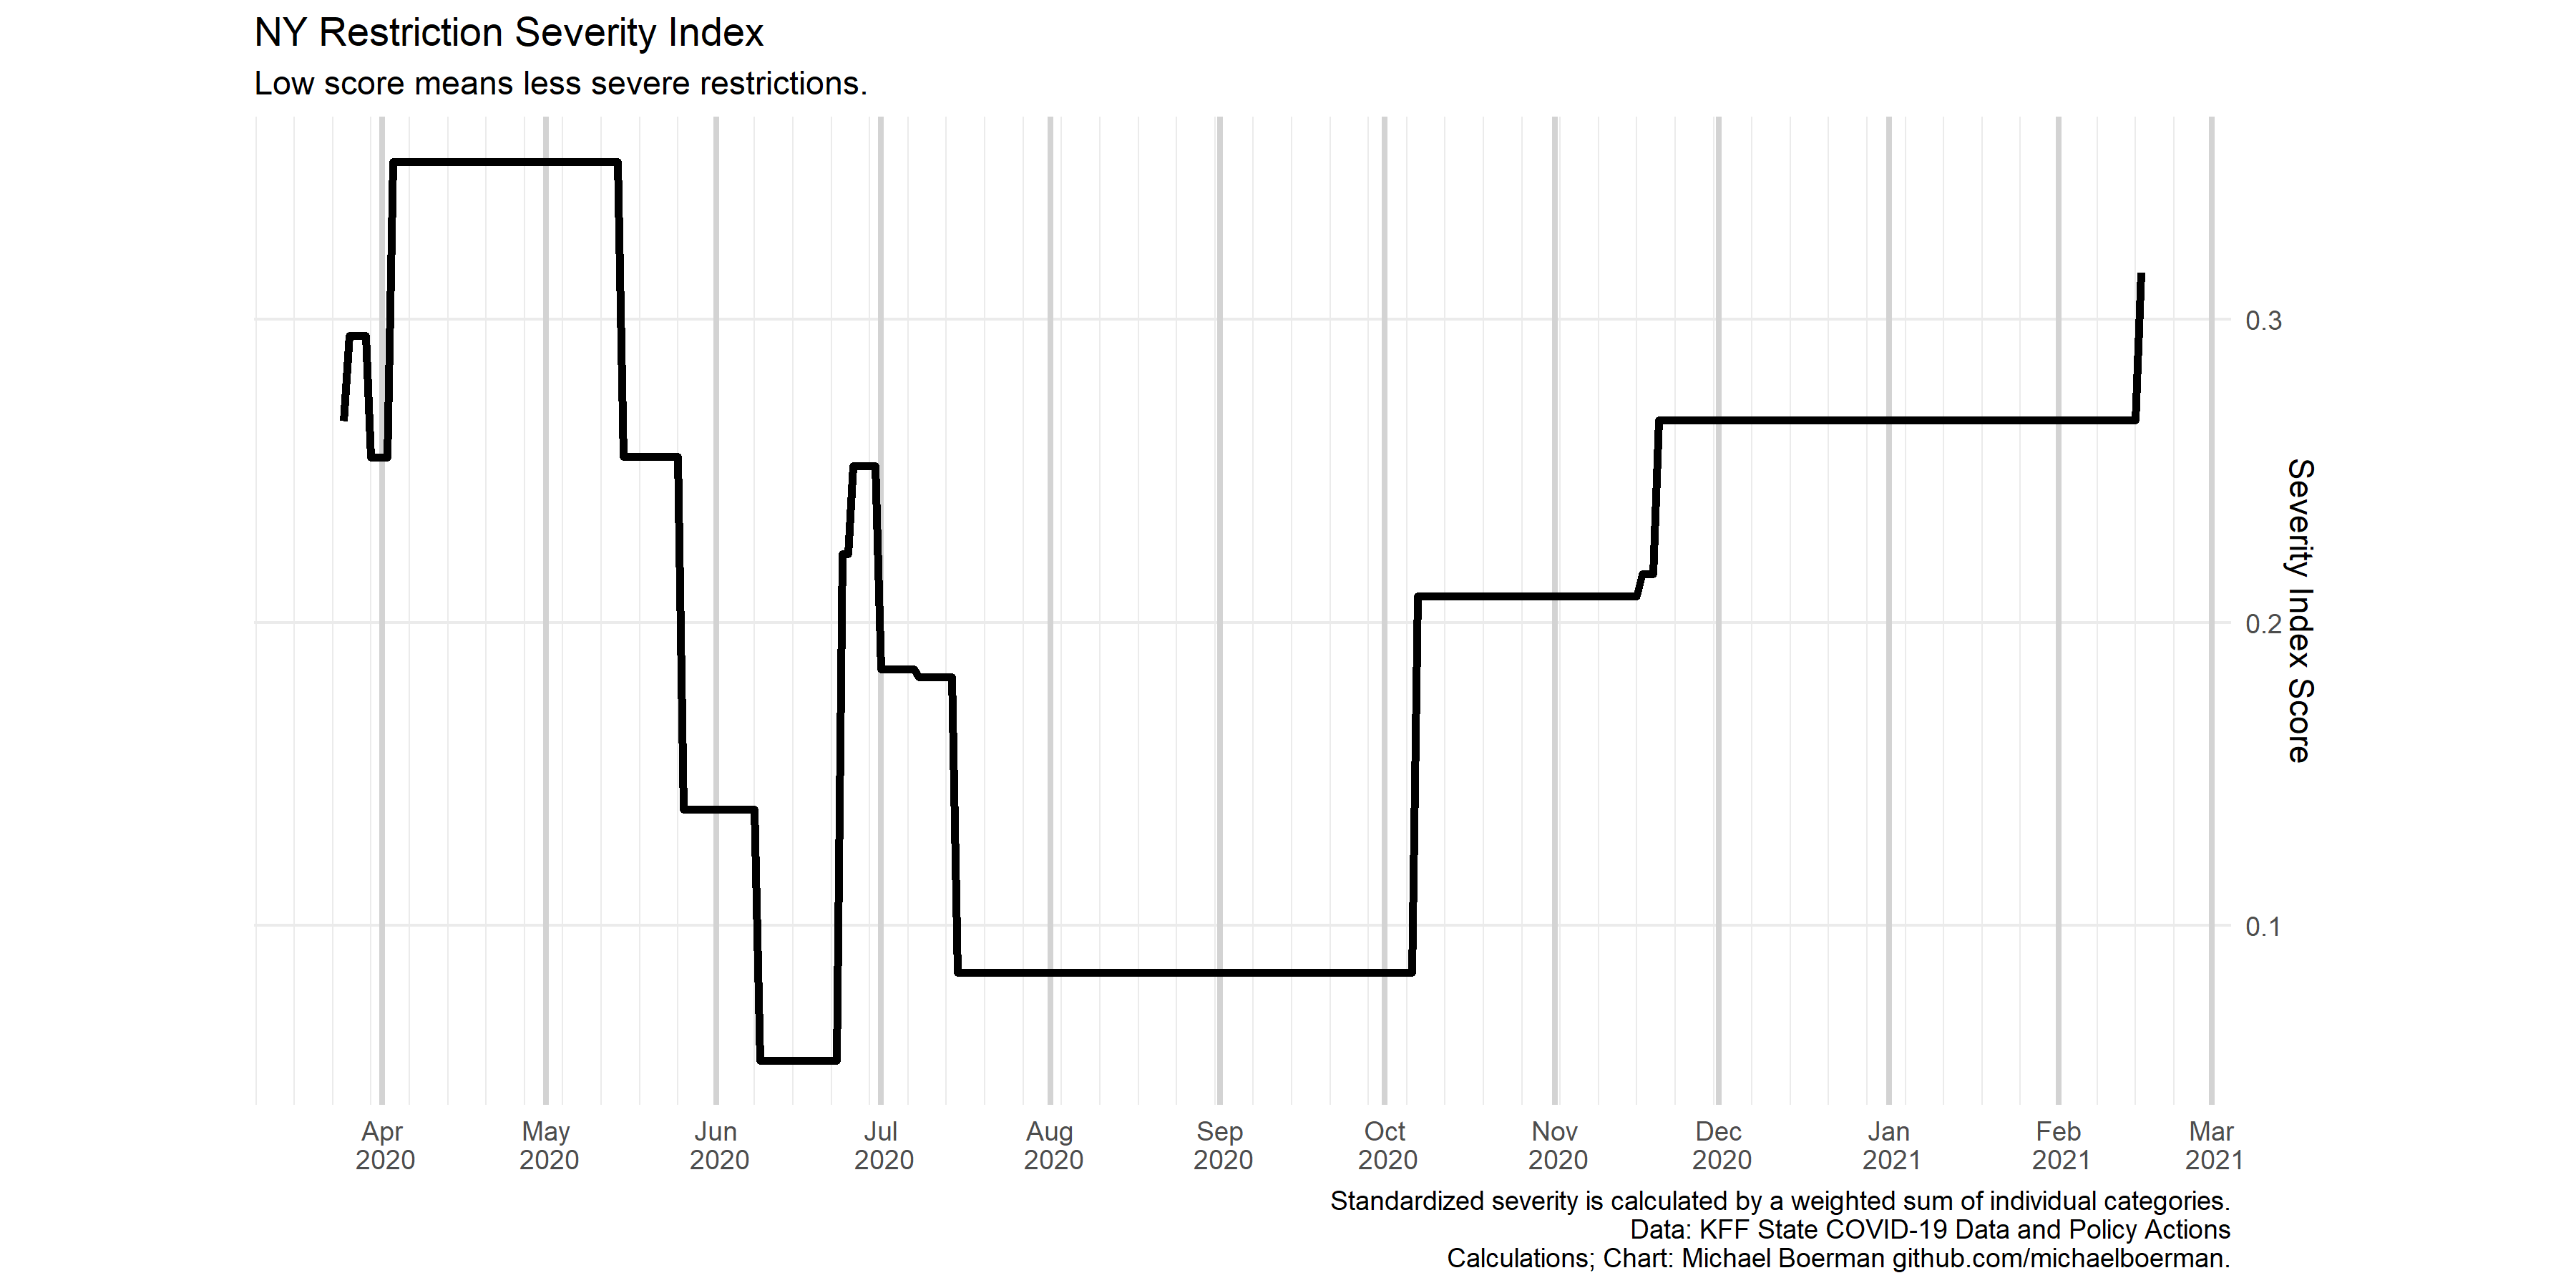 NY Restriction Severity Index
Low score means less severe restrictions.
0.3
0.2
0.1
Severity Index Score
Apr May Jun Jul Aug Sep Oct Nov Dec Jan Feb Mar
2020 2020 2020 2020 2020 2020 2020 2020 2020 2021 2021 2021
Standardized severity is calculated by a weighted sum of individual categories.
Data: KFF State COVID-19 Data and Policy Actions
Calculations; Chart: Michael Boerman github.com/michaelboerman.